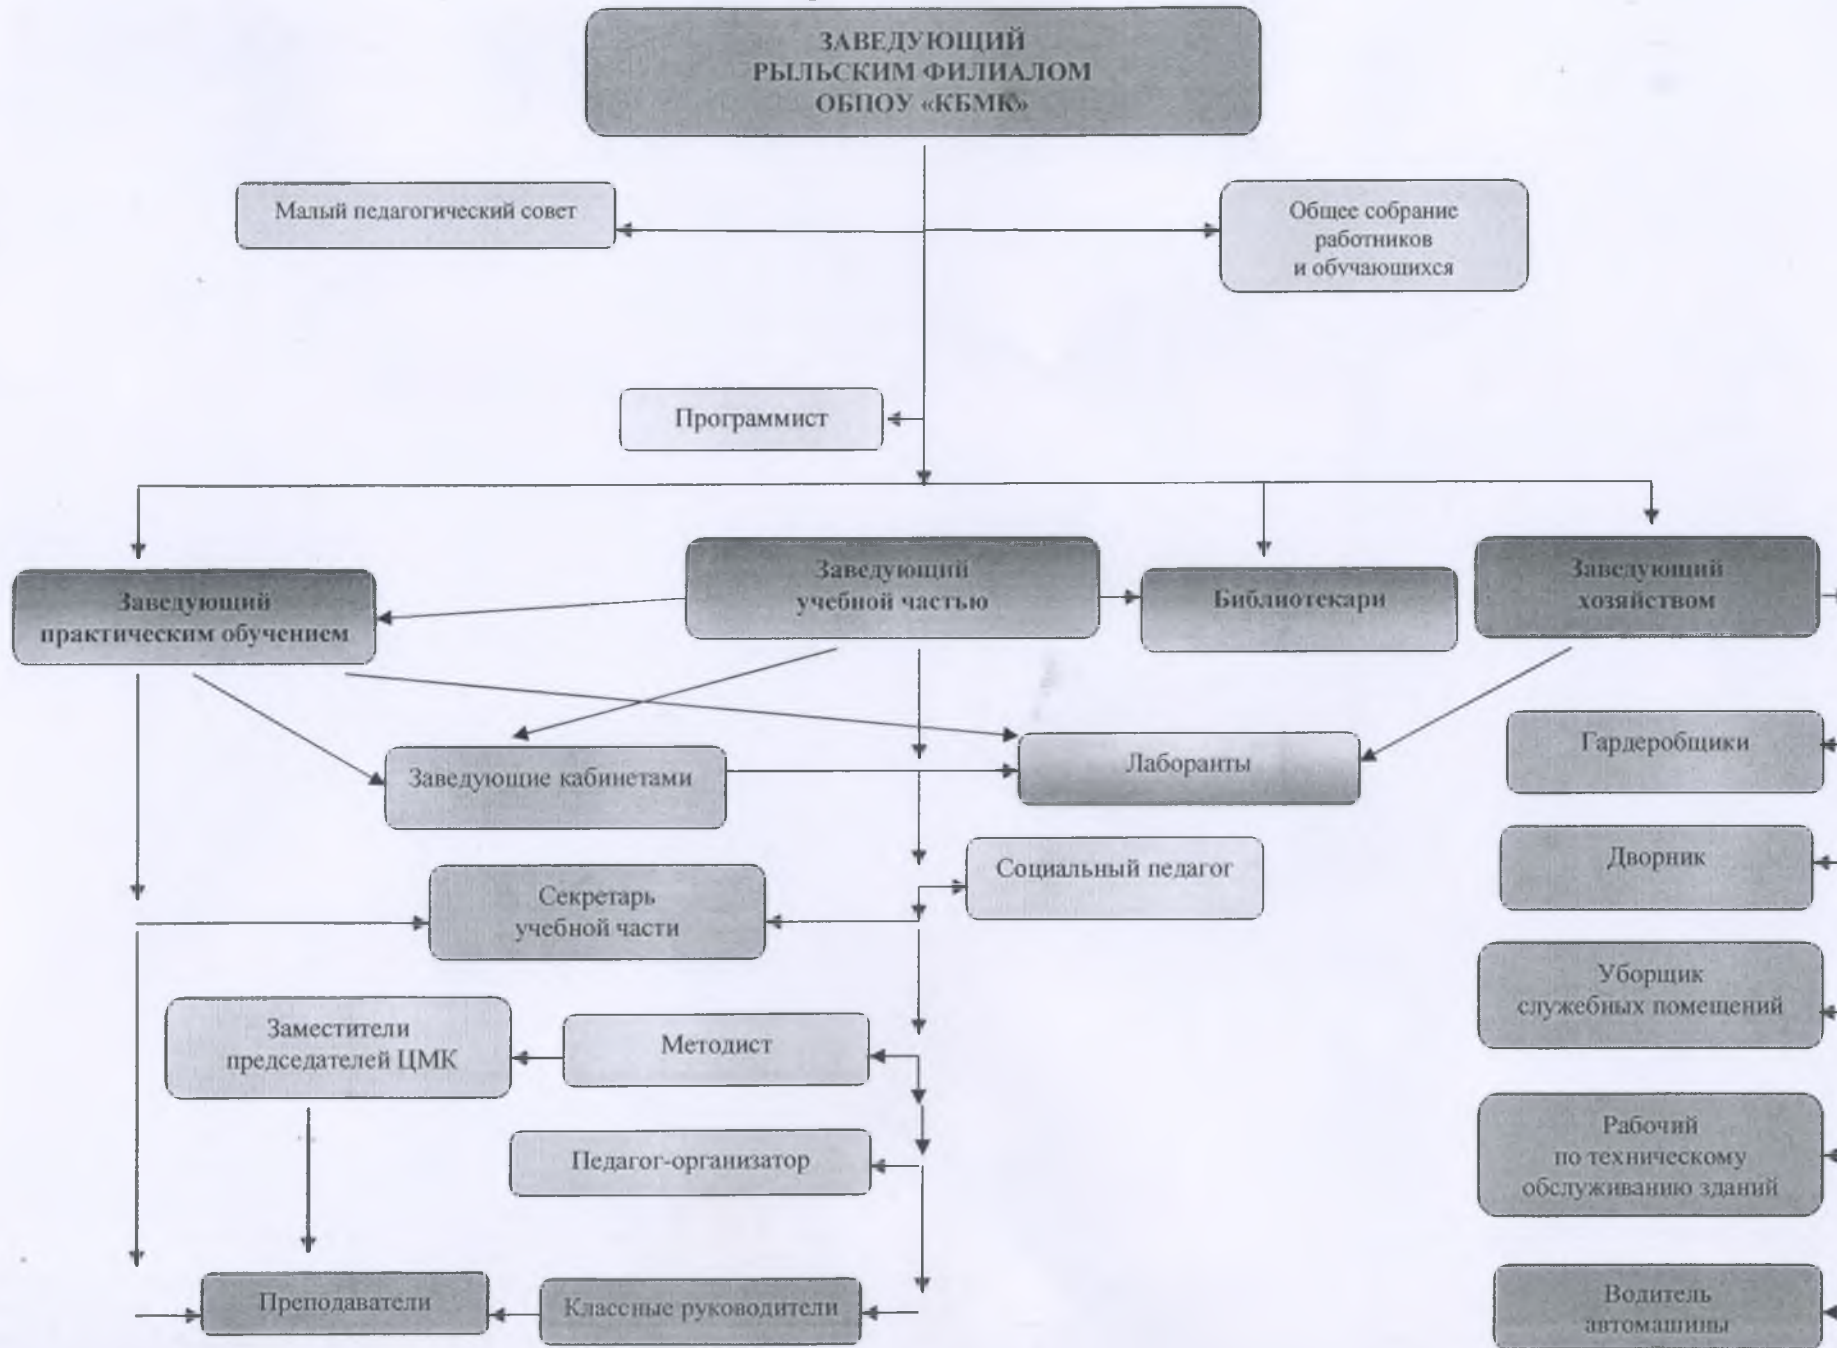 ЗАВЕДУЮЩИЙ
РЫЛЬСКИМ ФИЛИАЛОМ
ОБПОУ «КБМК»
Малый педагогический совет
Общее собрание
работников
и обучающихся
Программист
Заведующий
практическим обучением
Заведующий
учебной частью
Библиотекари
Заведующий
хозяйством
Заведующие кабинетами
Лаборанты
Гардеробщики
Секретарь
учебной части
Социальный педагог
Дворник
Уборщик
служебных помещений
Заместители
председателей ЦМК
Методист
Педагог-организатор
Рабочий
по техническому
обслуживанию зданий
Преподаватели
Классные руководители
Водитель
автомашины